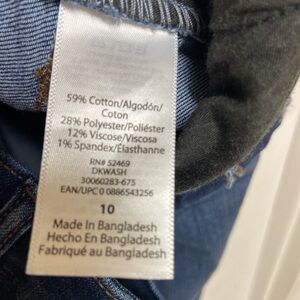 59% Cotton/Algodón/
Coton
28% Polyester/Poliéster
12% Viscose/Viscosa
1% Spandex/Élasthanne
RN# 52469
DKWASH
30060283-675
EAN/UPC 0 0886543256
10
Made In Bangladesh
Hecho En Bangladesh
Fabriqué au Bangladesh